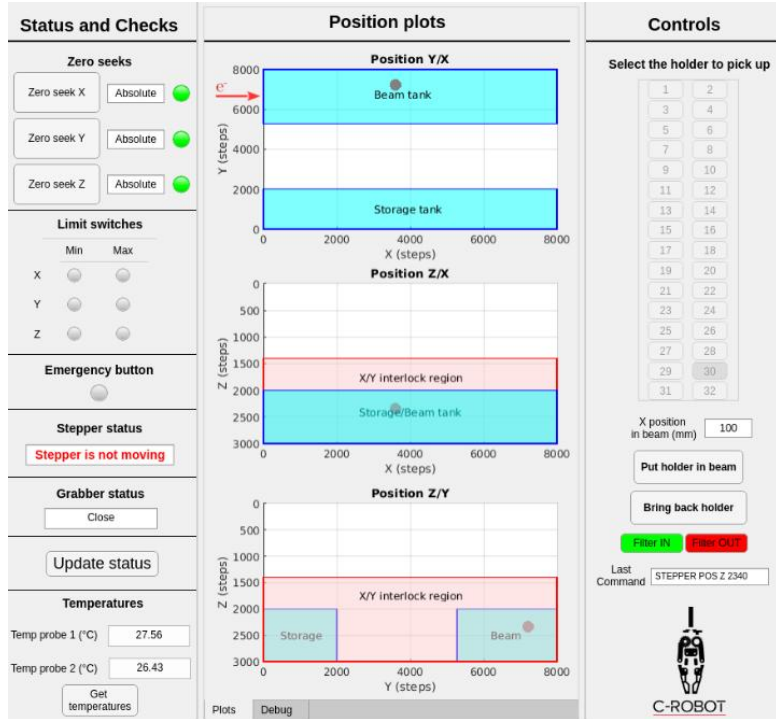 Status and Checks
Zero seeks
Zero seek X Absolute
Zero seek Y Absolute
Zero seek Z Absolute
Limit switches
Min Max
X
Y
Z
Emergency button
Stepper status
Stepper is not moving
Grabber status
Close
Update status
Temperatures
Temp probe 1 (°C) 27.56
Temp probe 2 (°C) 26.43
Get
temperatures
Position plots
Position Y/X
8000
e-
Beam tank
6000
Y (steps)
4000
2000
Storage tank
0
0 2000 4000 6000 8000
X (steps)
Position Z/X
0
500
1000
Z (steps)
1500
X/Y interlock region
2000
Storage/Beam tank
2500
3000
0 2000 4000 6000 8000
X (steps)
Position Z/Y
0
500
1000
Z (steps)
1500
X/Y interlock region
2000
Storage Beam
2500
3000
0 2000 4000 6000 8000
Y (steps)
Plots Debug
Controls
Select the holder to pick up
1 2
3 4
5 6
7 8
9 10
11 12
13 14
15 16
17 18
19 20
21 22
23 24
25 26
27 28
29 30
31 32
X position
in beam (mm) 100
Put holder in beam
Bring back holder
Filter IN Filter OUT
Last
Command STEPPER POS Z 2340
C-ROBOT